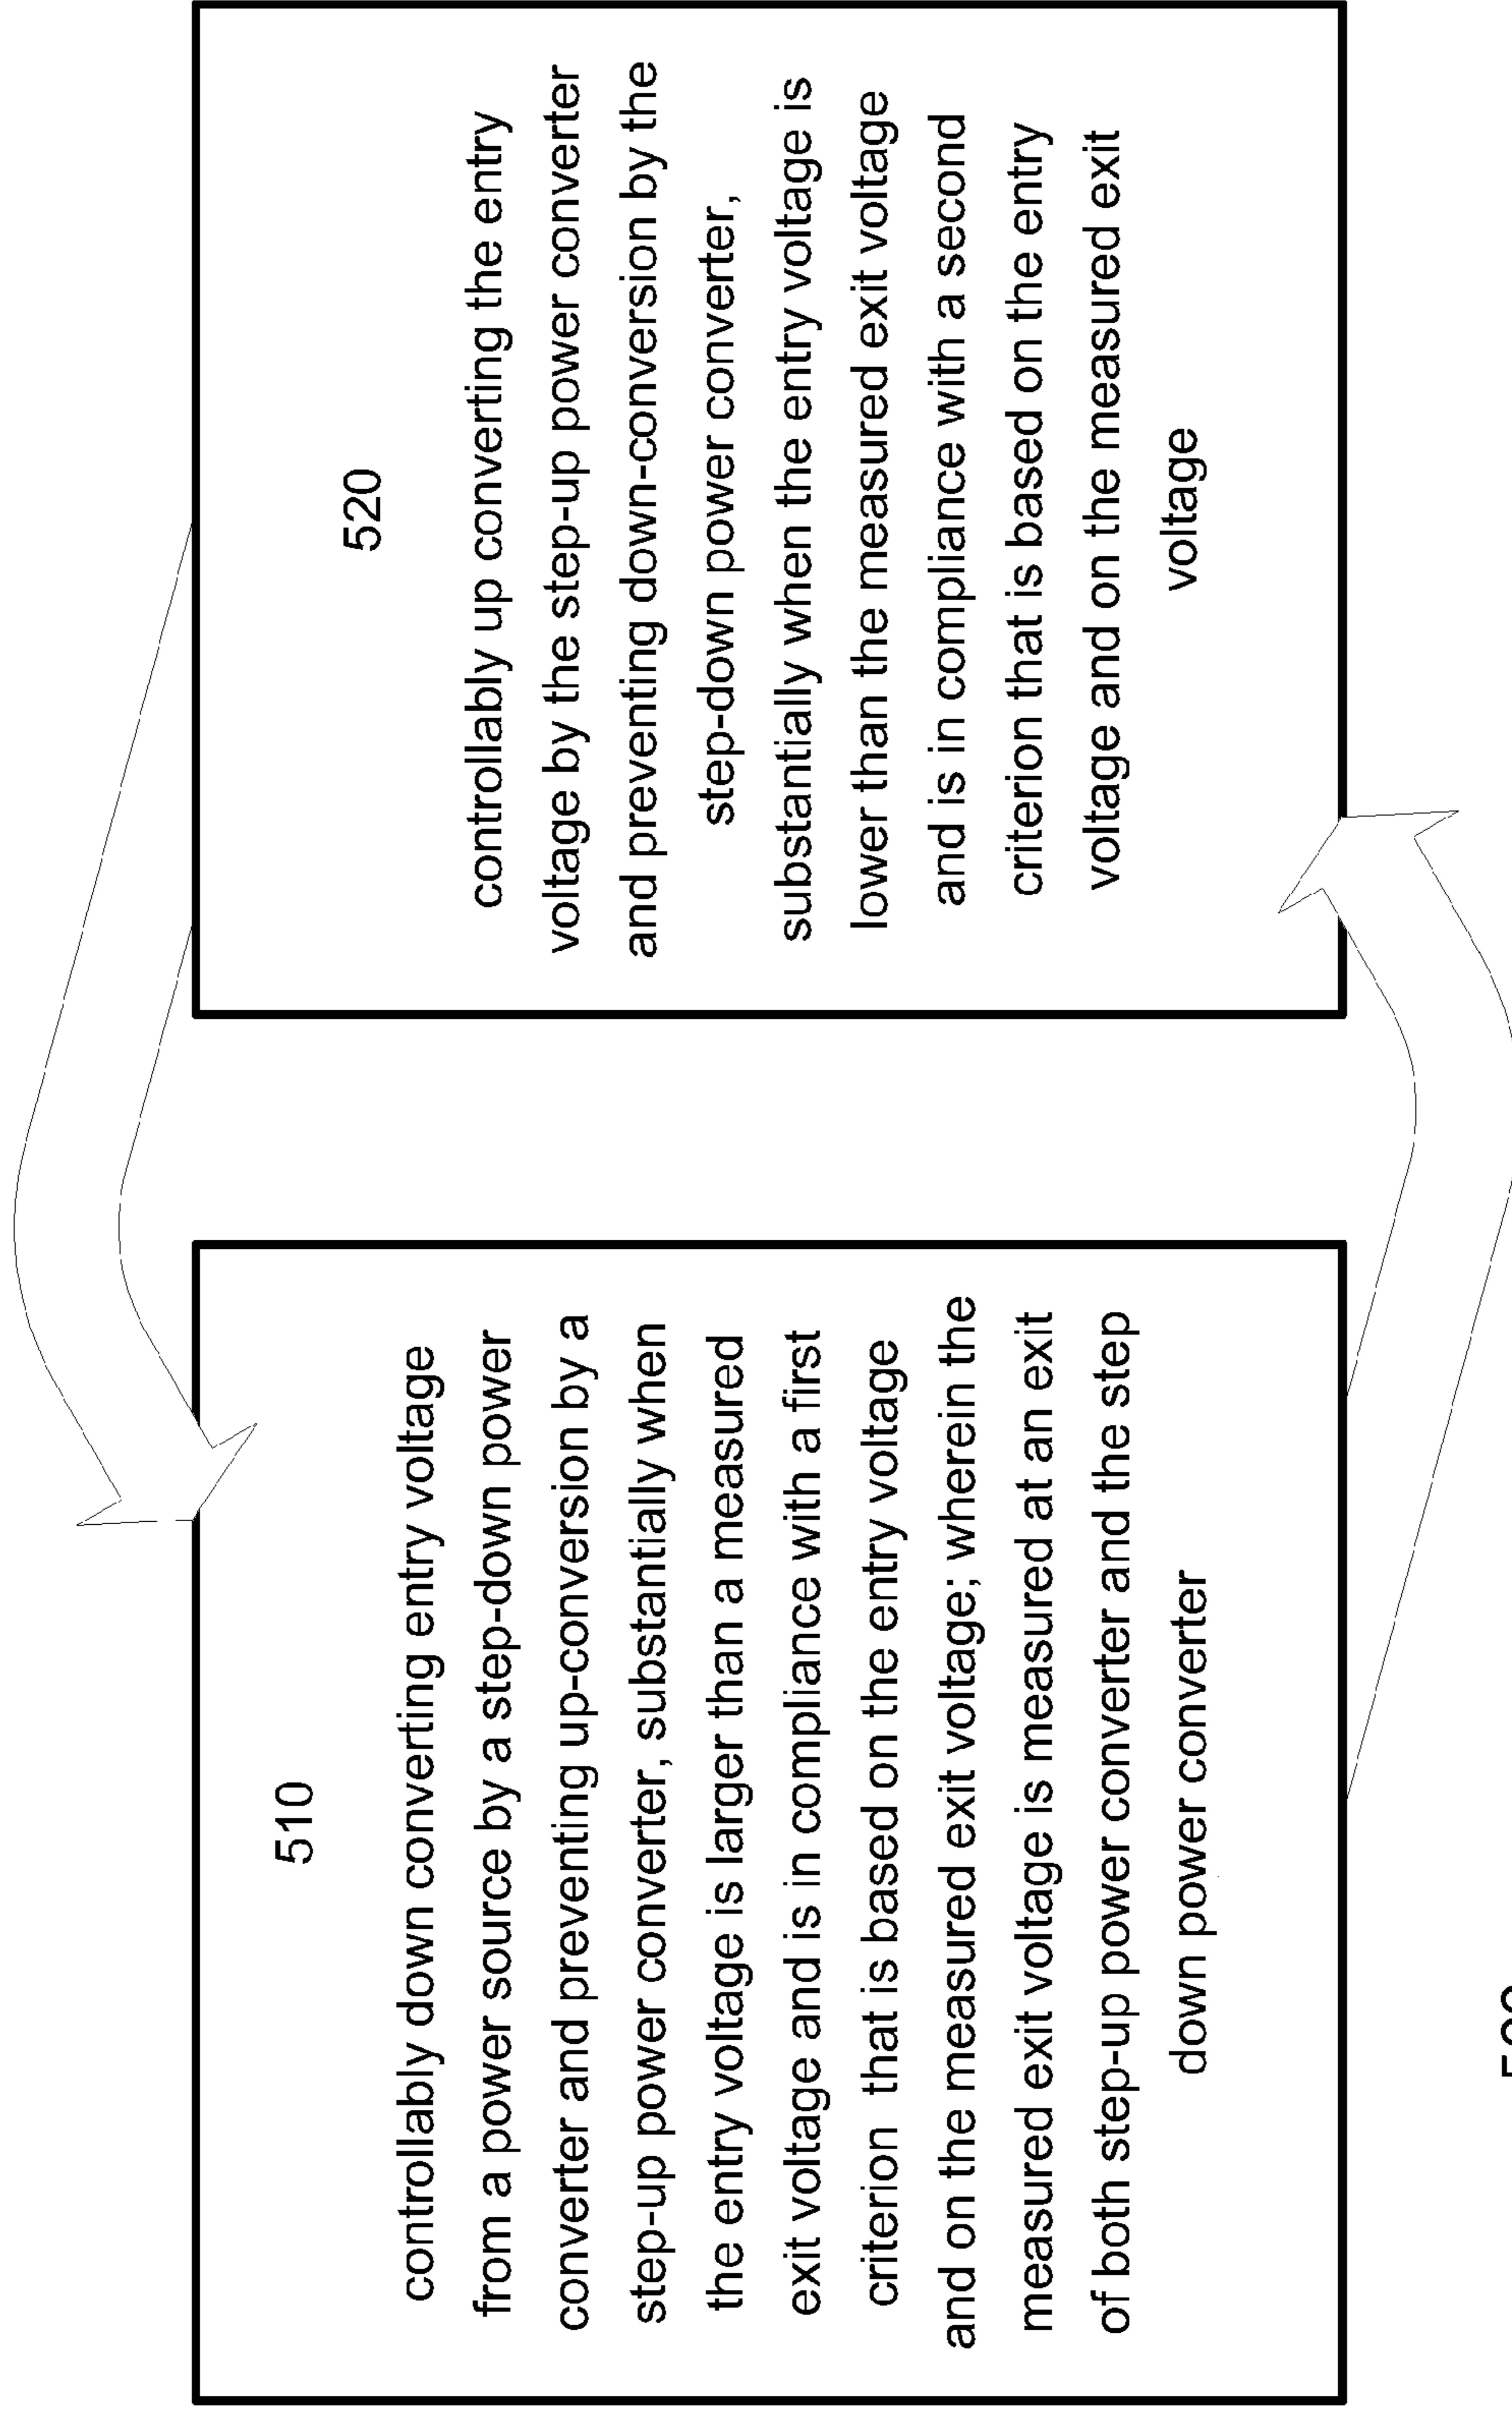 510
controllably down converting entry voltage
from a power source by a step-down power
converter and preventing up-conversion by a
step-up power converter, substantially when
the entry voltage is larger than a measured
exit voltage and is in compliance with a first
criterion that is based on the entry voltage
and on the measured exit voltage; wherein the
measured exit voltage is measured at an exit
of both step-up power converter and the step
down power converter
520
controllably up converting the entry
voltage by the step-up power converter
and preventing down-conversion by the
step-down power converter,
substantially when the entry voltage is
lower than the measured exit voltage
and is in compliance with a second
criterion that is based on the entry
voltage and on the measured exit
voltage